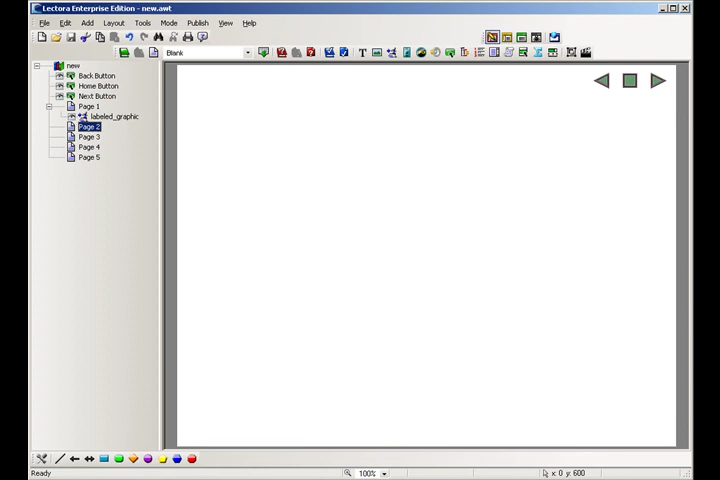 Lectora Enterprise Edition - new.awt
File Edit Add Layout Tools Mode Publish View Help
Blank
new
Back Button
Home Button
Next Button
Page 1
labeled_graphic
Page 2
Page 3
Page 4
Page 5
Ready 100% x: 0 y: 600